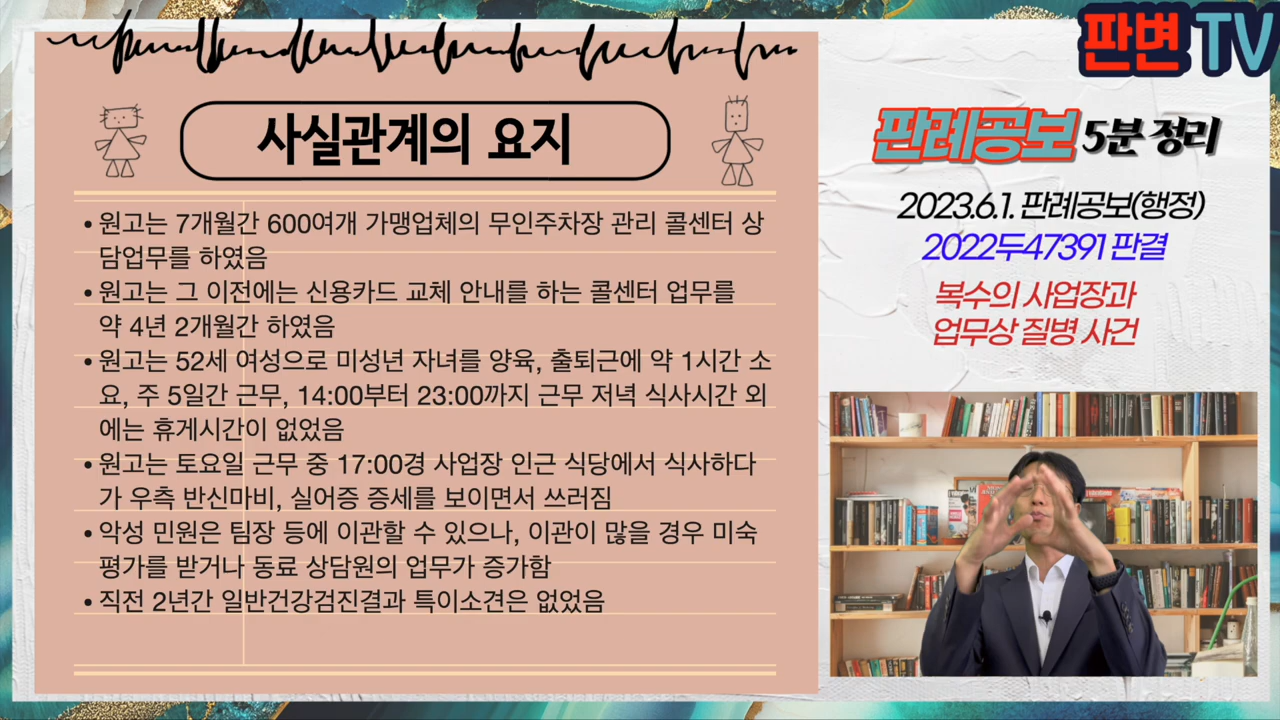 판변 TV
사실관계의 요지
• 원고는 7개월간 600여개 가맹업체의 무인주차장 관리 콜센터 상
담업무를 하였음
• 원고는 그 이전에는 신용카드 교체 안내를 하는 콜센터 업무를
약 4년 2개월간 하였음
• 원고는 52세 여성으로 미성년 자녀를 양육, 출퇴근에 약 1시간 소
요, 주 5일간 근무, 14:00부터 23:00까지 근무 저녁 식사시간 외
에는 휴게시간이 없었음
• 원고는 토요일 근무 중 17:00경 사업장 인근 식당에서 식사하다
가 우측 반신마비, 실어증 증세를 보이면서 쓰러짐
• 악성 민원은 팀장 등에 이관할 수 있으나, 이관이 많을 경우 미숙
평가를 받거나 동료 상담원의 업무가 증가함
• 직전 2년간 일반건강검진결과 특이소견은 없었음
판례공보 5분 정리
2023.6.1. 판례공보(행정)
2022두47391 판결
복수의 사업장과
업무상 질병 사건